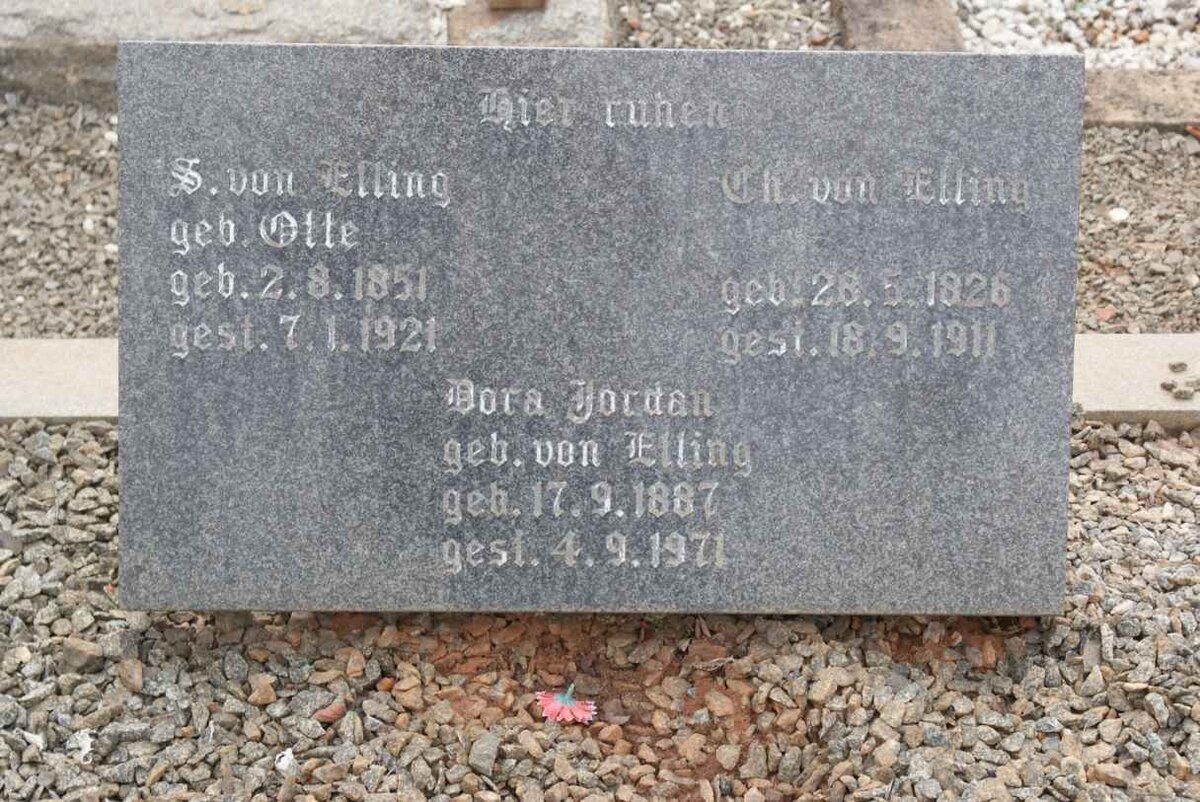 Hier ruhen
S. von Elling
geb. Otte
geb. 2. 8. 1851
gest. 7. 1. 1921
Ch. von Elling
geb. 28. 5. 1826
gest. 18. 9. 1911
Dora Jordan
geb. von Elling
geb. 17. 9. 1887
gest. 4. 9. 1971